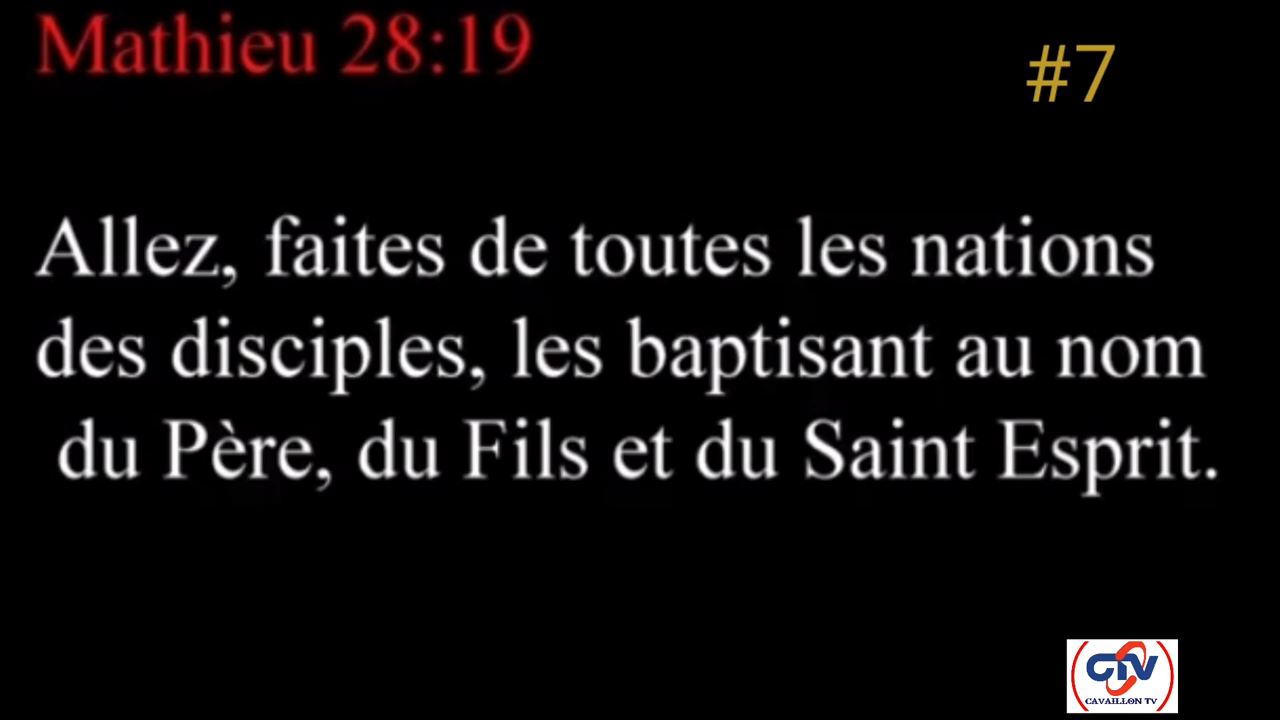 Mathieu 28:19
#7
Allez, faites de toutes les nations
des disciples, les baptisant au nom
du Père, du Fils et du Saint Esprit.
CTV
CAVAILLON TV